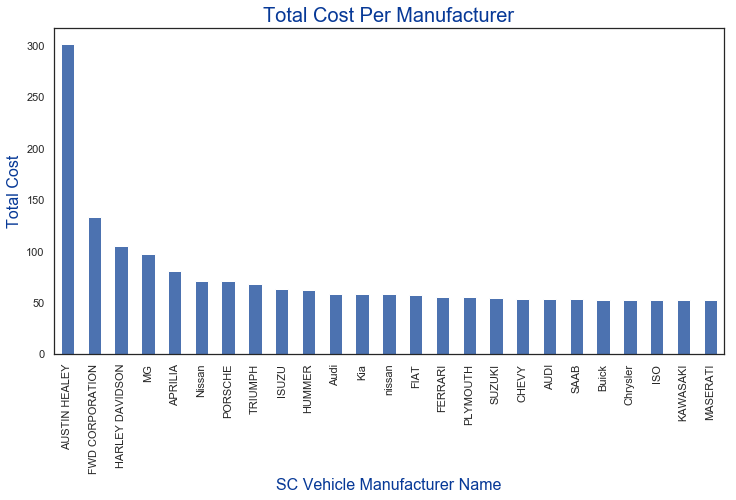 Total Cost Per Manufacturer
300
250
200
150
100
50
0
Total Cost
AUSTIN HEALEY
FWD CORPORATION
HARLEY DAVIDSON
MG
APRILIA
Nissan
PORSCHE
TRIUMPH
ISUZU
HUMMER
Audi
Kia
nissan
FIAT
FERRARI
PLYMOUTH
SUZUKI
CHEVY
AUDI
SAAB
Buick
Chrysler
ISO
KAWASAKI
MASERATI
SC Vehicle Manufacturer Name